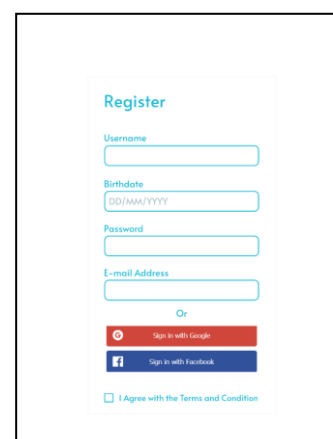 Register
Username
Birthdate
DD/MM/YYYY
Password
E-mail Address
Or
G Sign in with Google
f Sign in with Facebook
I Agree with the Terms and Condition